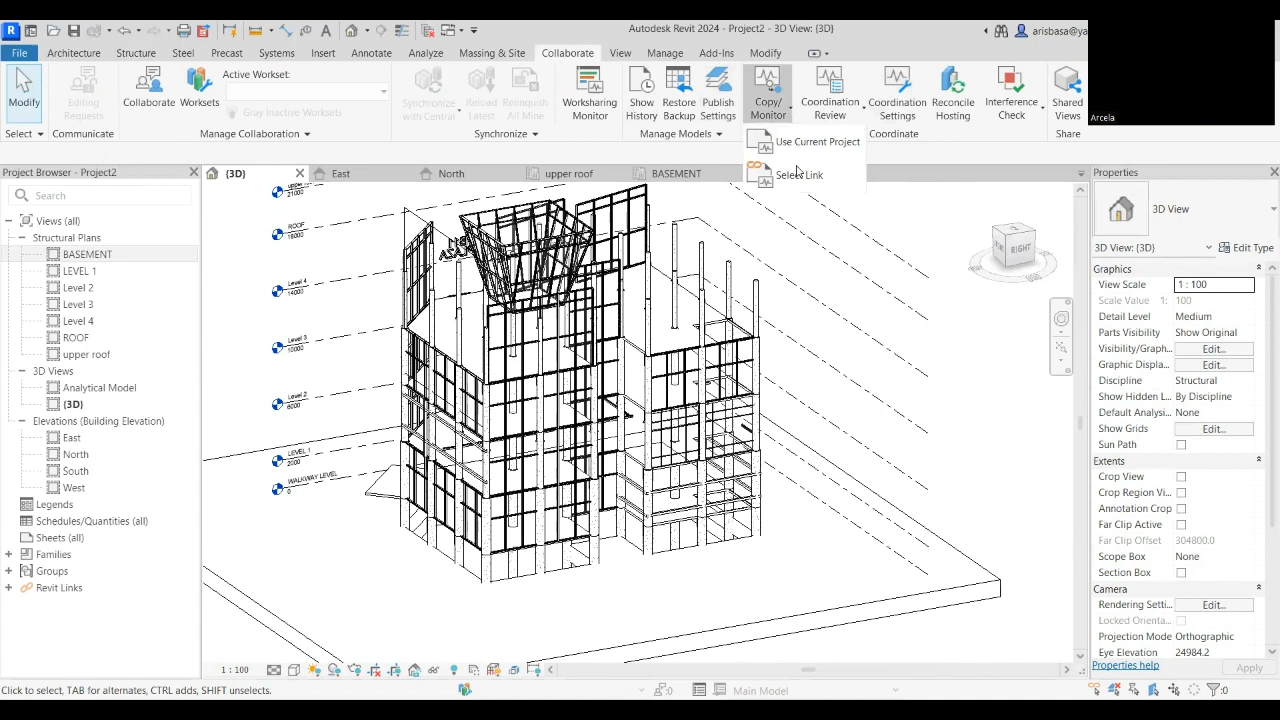 Autodesk Revit 2024 - Project2 - 3D View: {3D}
arisbasa@ya
File Architecture Structure Steel Precast Systems Insert Annotate Analyze Massing & Site Collaborate View Manage Modify
Modify
Editing Requests
Collaborate
Worksets
Active Workset:
Gray Inactive Worksets
Synchronize with Central
Reload Latest
Relinquish All Mine
Worksharing Monitor
Show History
Restore Backup
Publish Settings
Copy/ Monitor
Coordination Review
Coordination Settings
Reconcile Hosting
Interference Check
Shared Views
Arcela
Select
Communicate
Manage Collaboration
Synchronize
Manage Models
Coordinate
Share
Use Current Project
Select Link
Project Browser - Project2
{3D}
East
North
upper roof
BASEMENT
Properties
Search
Views (all)
Structural Plans
BASEMENT
LEVEL 1
Level 2
Level 3
Level 4
ROOF
upper roof
3D Views
Analytical Model
{3D}
Elevations (Building Elevation)
East
North
South
West
Legends
Schedules/Quantities (all)
Sheets (all)
Families
Groups
Revit Links
21000
ROOF
18000
Level 4
14000
Level 3
10000
Level 2
6000
LEVEL 1
2000
WALKWAY LEVEL
0
RIGHT
3D View
3D View: {3D}
Edit Type
Graphics
View Scale 1 : 100
Scale Value 1: 100
Detail Level Medium
Parts Visibility Show Original
Visibility/Graph... Edit...
Graphic Displa... Edit...
Discipline Structural
Show Hidden L... By Discipline
Default Analysi... None
Show Grids Edit...
Sun Path
Extents
Crop View
Crop Region Vi...
Annotation Crop
Far Clip Active
Far Clip Offset 304800.0
Scope Box None
Section Box
Camera
Rendering Setti... Edit...
Locked Orienta...
Projection Mode Orthographic
Eye Elevation 24984.2
Properties help
Apply
1 : 100
Click to select, TAB for alternates, CTRL adds, SHIFT unselects.
:0
Main Model
:0